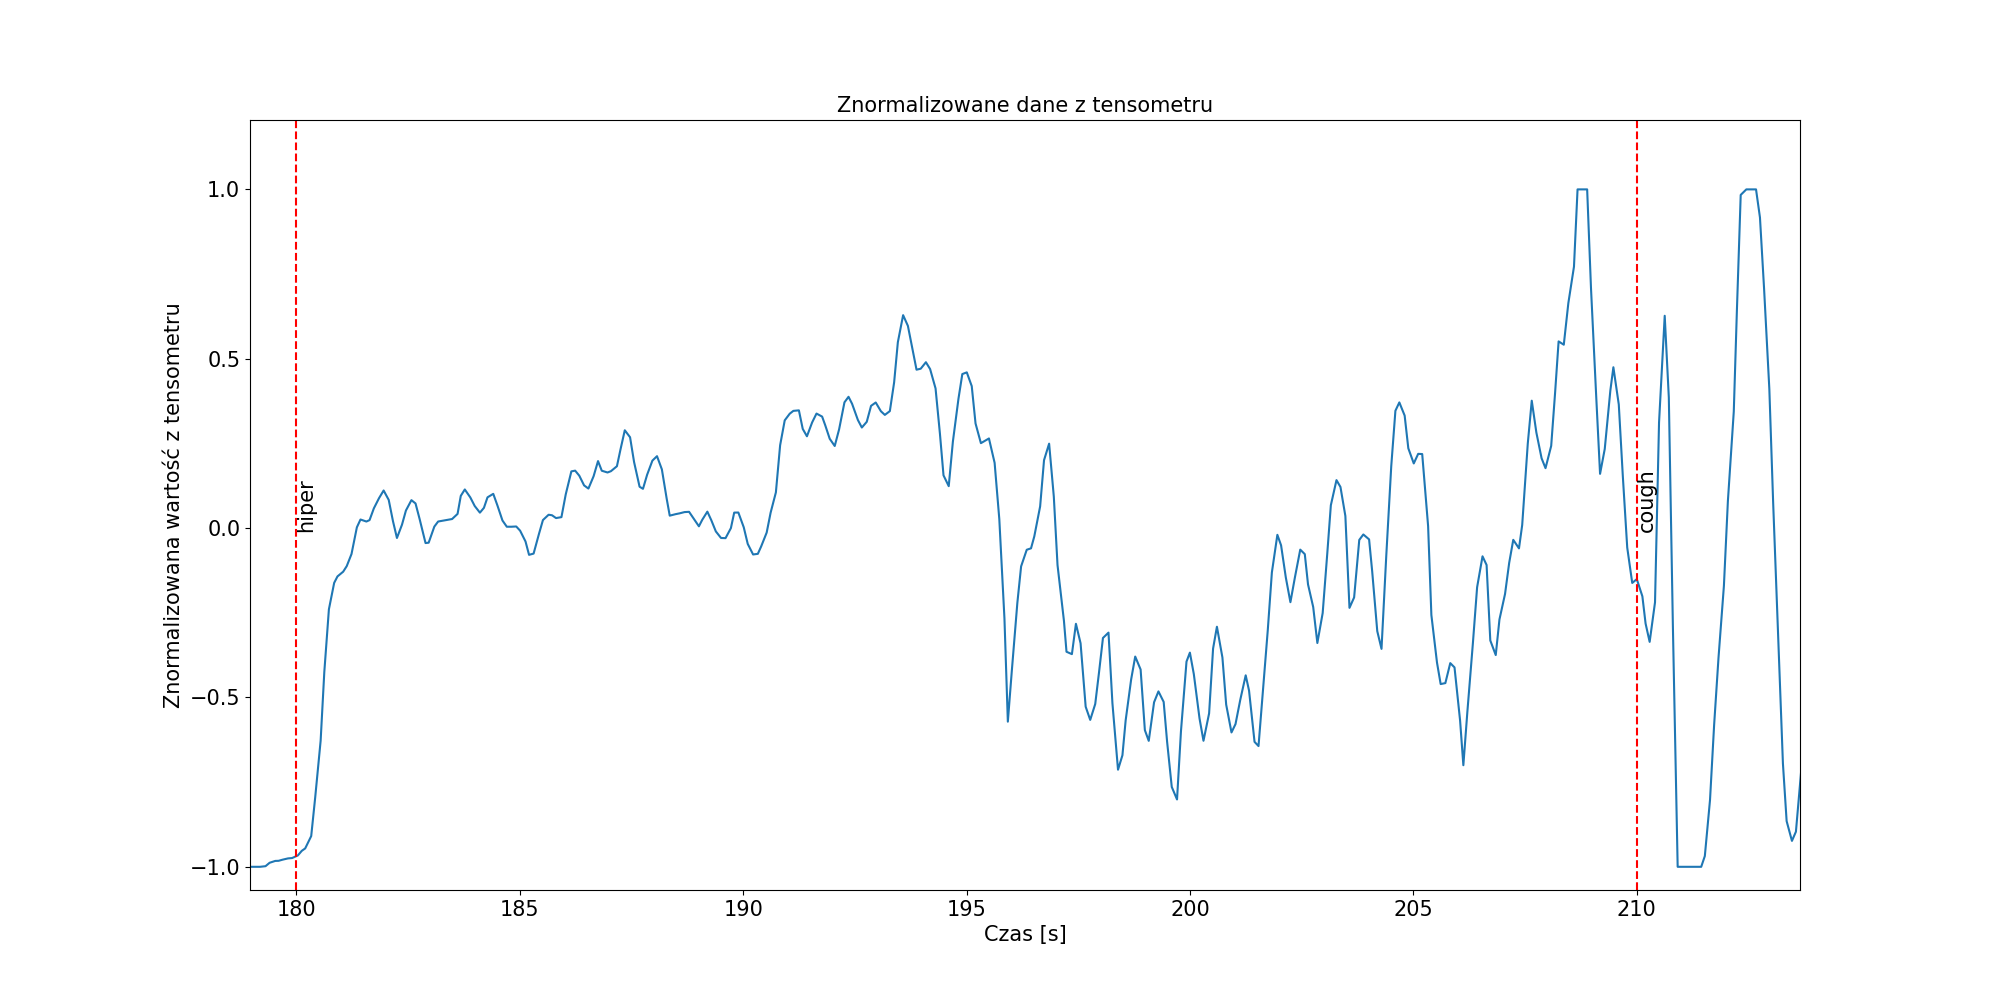 Znormalizowane dane z tensometru
Znormalizowana wartość z tensometru
1.0
0.5
0.0
−0.5
−1.0
hiper
cough
180 185 190 195 200 205 210
Czas [s]